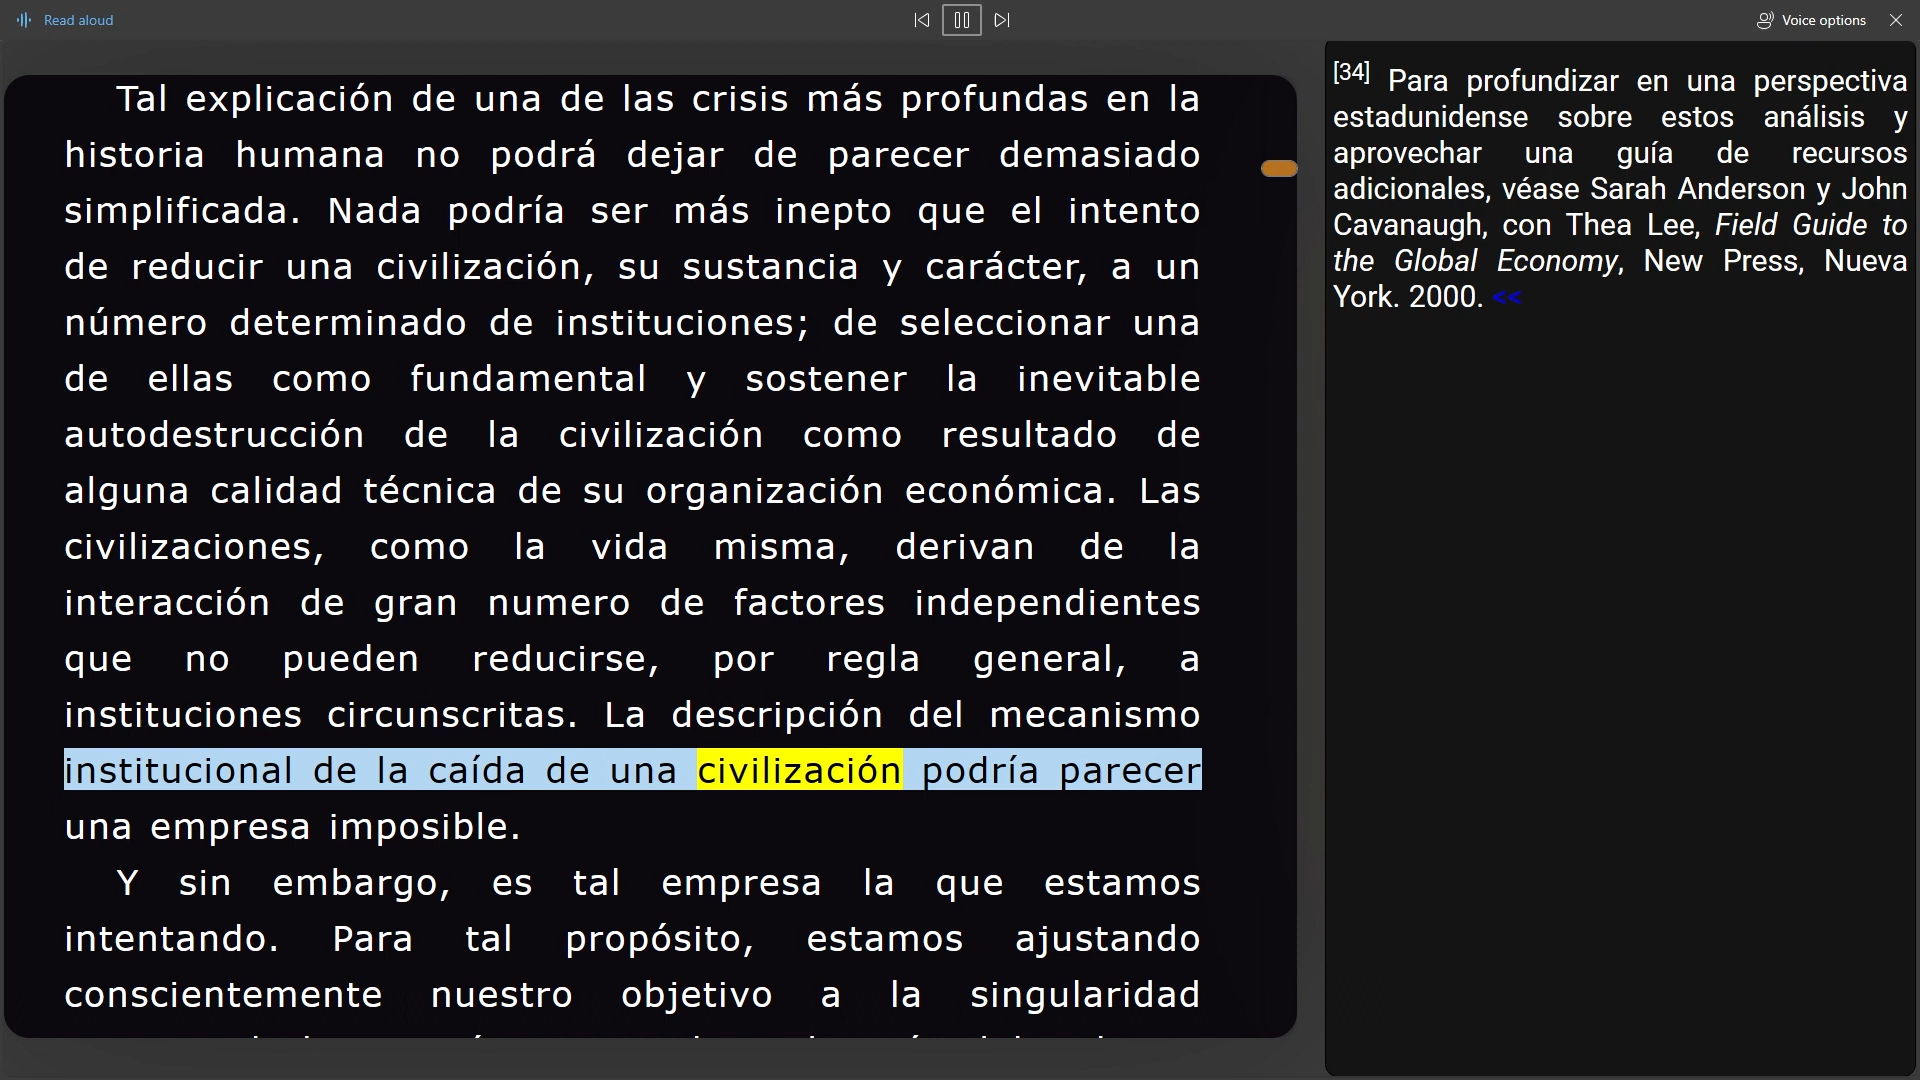 Read aloud
Voice options
Tal explicación de una de las crisis más profundas en la
historia humana no podrá dejar de parecer demasiado
simplificada. Nada podría ser más inepto que el intento
de reducir una civilización, su sustancia y carácter, a un
número determinado de instituciones; de seleccionar una
de ellas como fundamental y sostener la inevitable
autodestrucción de la civilización como resultado de
alguna calidad técnica de su organización económica. Las
civilizaciones, como la vida misma, derivan de la
interacción de gran numero de factores independientes
que no pueden reducirse, por regla general, a
instituciones circunscritas. La descripción del mecanismo
institucional de la caída de una civilización podría parecer
una empresa imposible.
Y sin embargo, es tal empresa la que estamos
intentando. Para tal propósito, estamos ajustando
conscientemente nuestro objetivo a la singularidad
[34] Para profundizar en una perspectiva
estadunidense sobre estos análisis y
aprovechar una guía de recursos
adicionales, véase Sarah Anderson y John
Cavanaugh, con Thea Lee, Field Guide to
the Global Economy, New Press, Nueva
York. 2000. <<